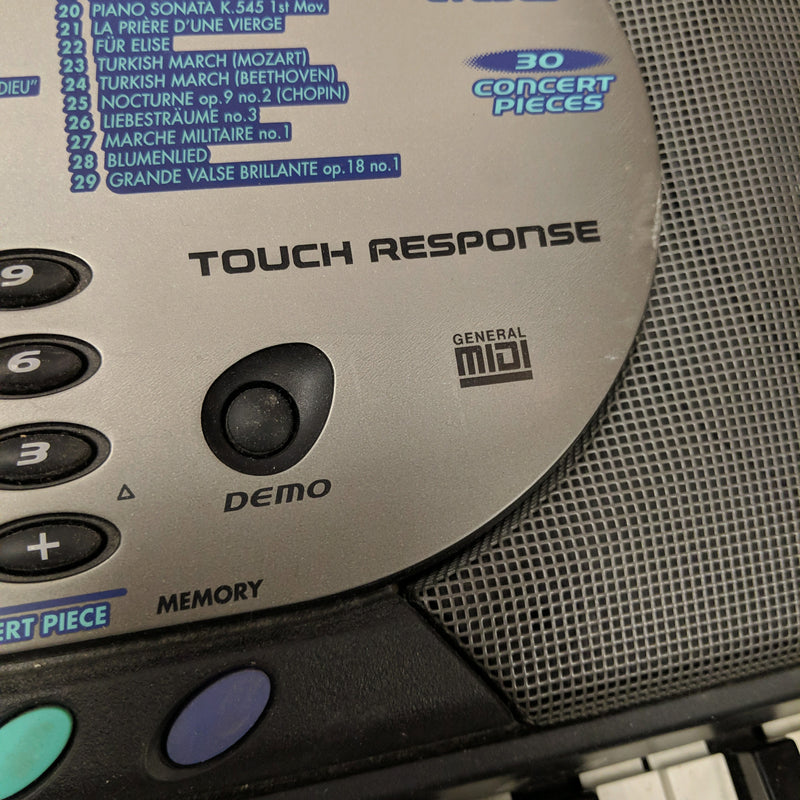 20 PIANO SONATA K.545 1st Mov.
21 LA PRIÈRE D'UNE VIERGE
22 FÜR ELISE
23 TURKISH MARCH (MOZART)
24 TURKISH MARCH (BEETHOVEN)
25 NOCTURNE op.9 no.2 (CHOPIN)
26 LIEBESTRÄUME no.3
27 MARCHE MILITAIRE no.1
28 BLUMENLIED
29 GRANDE VALSE BRILLANTE op.18 no.1
DIEU"
30
CONCERT
PIECES
TOUCH RESPONSE
9
6
3
+
GENERAL
MIDI
DEMO
MEMORY
ERT PIECE